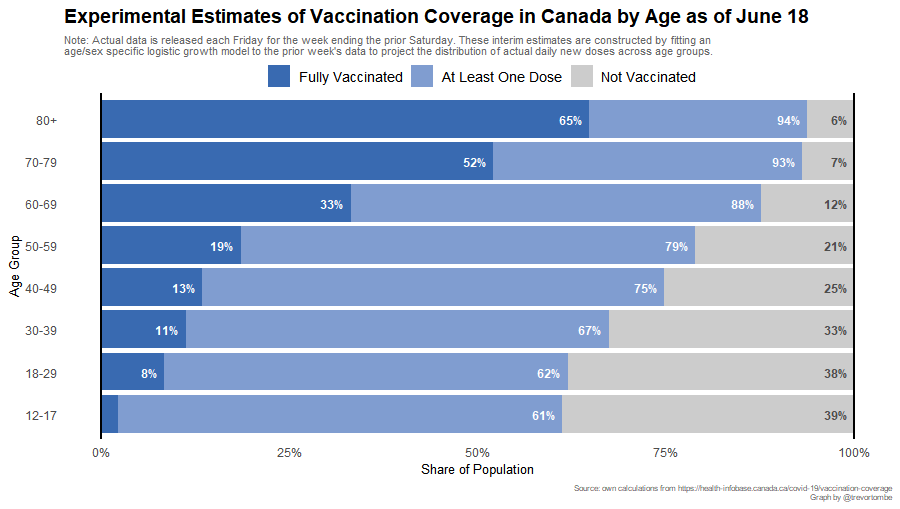 Experimental Estimates of Vaccination Coverage in Canada by Age as of June 18
Note: Actual data is released each Friday for the week ending the prior Saturday. These interim estimates are constructed by fitting an
age/sex specific logistic growth model to the prior week's data to project the distribution of actual daily new doses across age groups.
Fully Vaccinated At Least One Dose Not Vaccinated
80+ 65% 94% 6%
70-79 52% 93% 7%
60-69 33% 88% 12%
50-59 19% 79% 21%
40-49 13% 75% 25%
30-39 11% 67% 33%
18-29 8% 62% 38%
12-17 61% 39%
Age Group
0% 25% 50% 75% 100%
Share of Population
Source: own calculations from https://health-infobase.canada.ca/covid-19/vaccination-coverage
Graph by @trevortombe